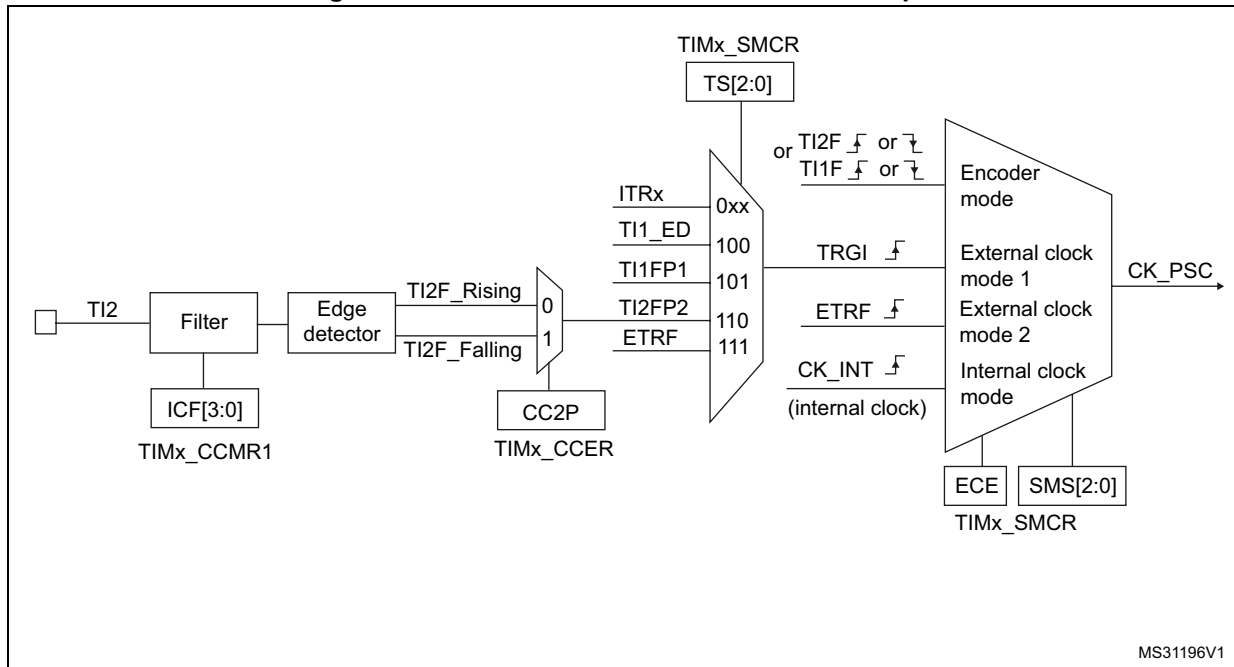 TIMx_SMCR
TS[2:0]
or TI2F or
TI1F or
Encoder
mode
ITRx
0xx
TI1_ED
100
TI1FP1
101
TI2FP2
110
ETRF
111
TRGI
External clock
mode 1
CK_PSC
ETRF
External clock
mode 2
CK_INT
(internal clock)
Internal clock
mode
TI2
Filter
Edge
detector
TI2F_Rising
0
TI2F_Falling
1
ICF[3:0]
TIMx_CCMR1
CC2P
TIMx_CCER
ECE
SMS[2:0]
TIMx_SMCR
MS31196V1